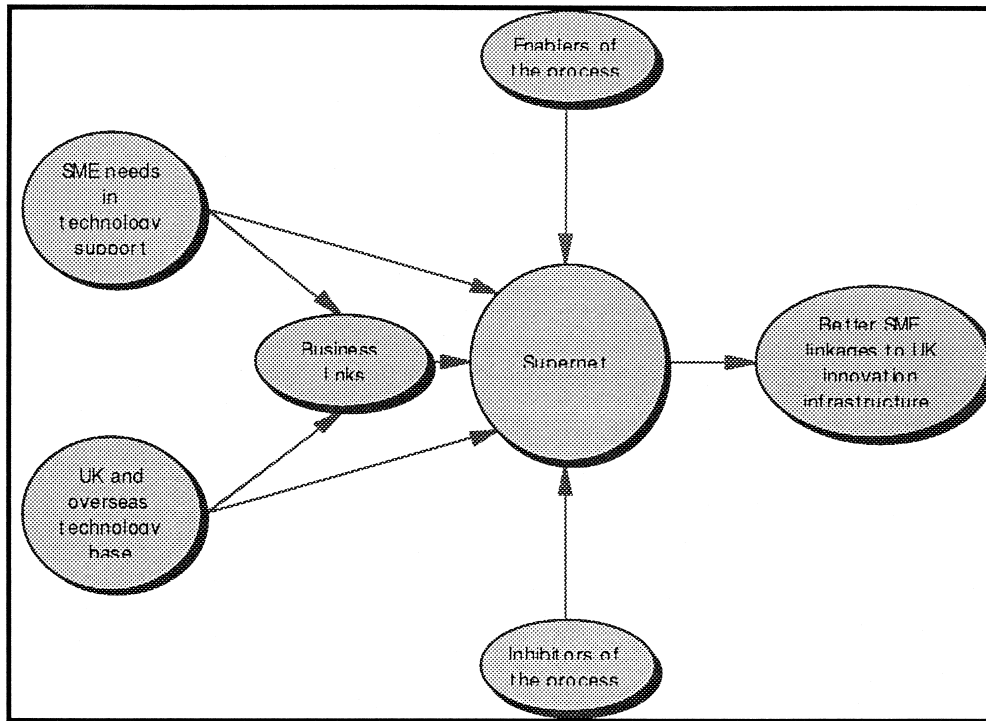 Enablers of
the process
SME needs
in
technology
support
Business
links
Supernet
Better SME
linkages to UK
innovation
infrastructure
UK and
overseas
technology
base
Inhibitors of
the process